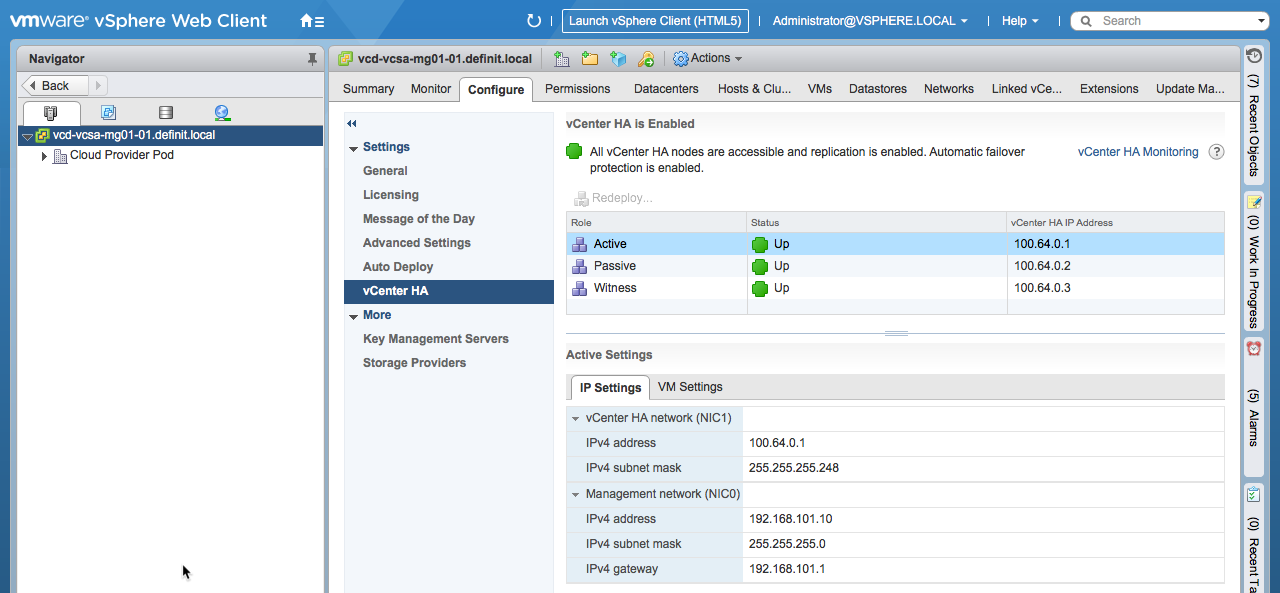 vmware® vSphere Web Client
Launch vSphere Client (HTML5)
Administrator@VSPHERE.LOCAL
Help
Search
Navigator
Back
vcd-vcsa-mg01-01.definit.local
Cloud Provider Pod
vcd-vcsa-mg01-01.definit.local
Actions
Summary Monitor Configure Permissions Datacenters Hosts & Clu... VMs Datastores Networks Linked vCe... Extensions Update Ma...
Settings
General
Licensing
Message of the Day
Advanced Settings
Auto Deploy
vCenter HA
More
Key Management Servers
Storage Providers
vCenter HA is Enabled
All vCenter HA nodes are accessible and replication is enabled. Automatic failover
protection is enabled.
vCenter HA Monitoring ?
Redeploy...
Role Status vCenter HA IP Address
Active Up 100.64.0.1
Passive Up 100.64.0.2
Witness Up 100.64.0.3
Active Settings
IP Settings VM Settings
vCenter HA network (NIC1)
IPv4 address 100.64.0.1
IPv4 subnet mask 255.255.255.248
Management network (NIC0)
IPv4 address 192.168.101.10
IPv4 subnet mask 255.255.255.0
IPv4 gateway 192.168.101.1
(7) Recent Objects
(0) Work In Progress
(5) Alarms
(0) Recent Ta